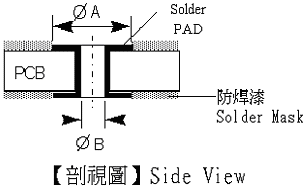 ØA
Solder
PAD
PCB
防焊漆
Solder Mask
ØB
【剖視圖】Side View